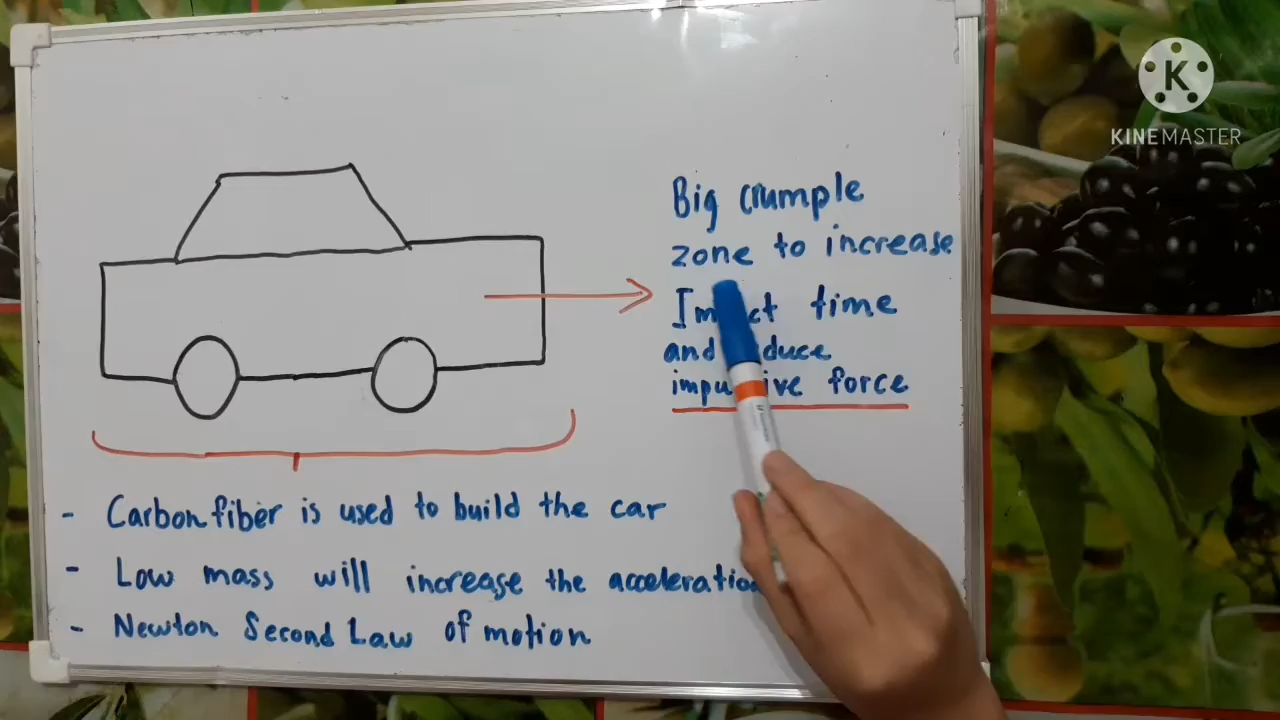 Big crumple
zone to increase
time
and
force
- Carbon fiber is used to build the car
- Low mass will increase the
- Newton Second Law of motion
K
KINEMASTER